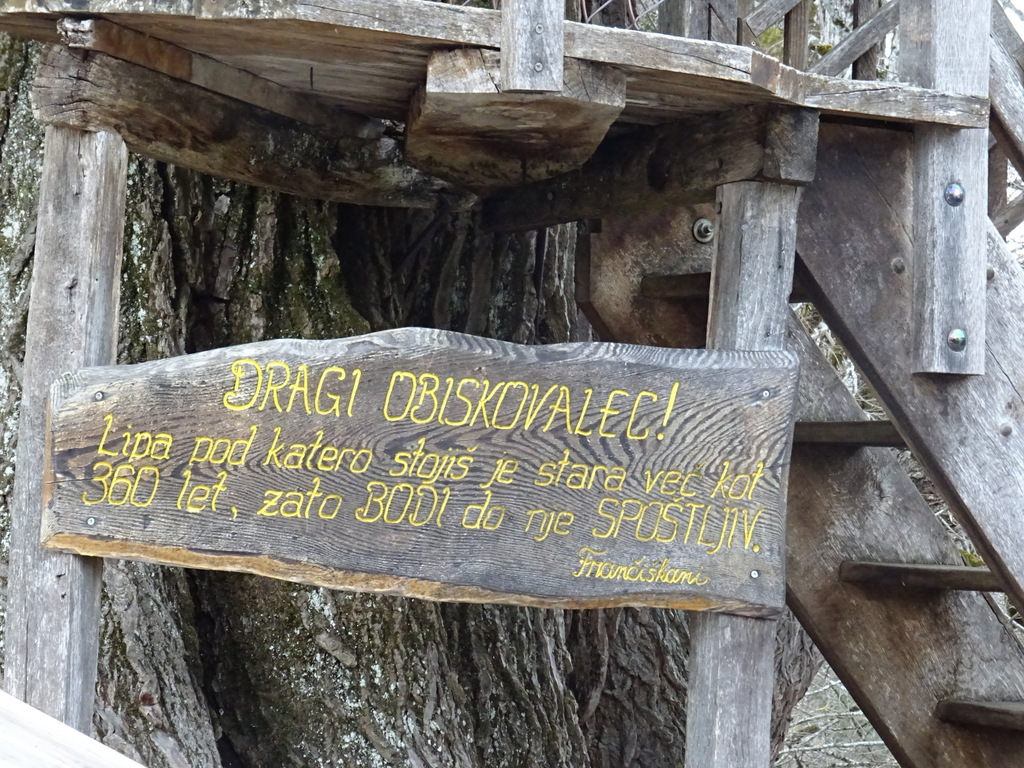 DRAGI OBISKOVALEC!
Lipa pod katero stojiš je stara več kot
360 let, zato BODI do nje SPOŠTLJIV.
Frančiškani